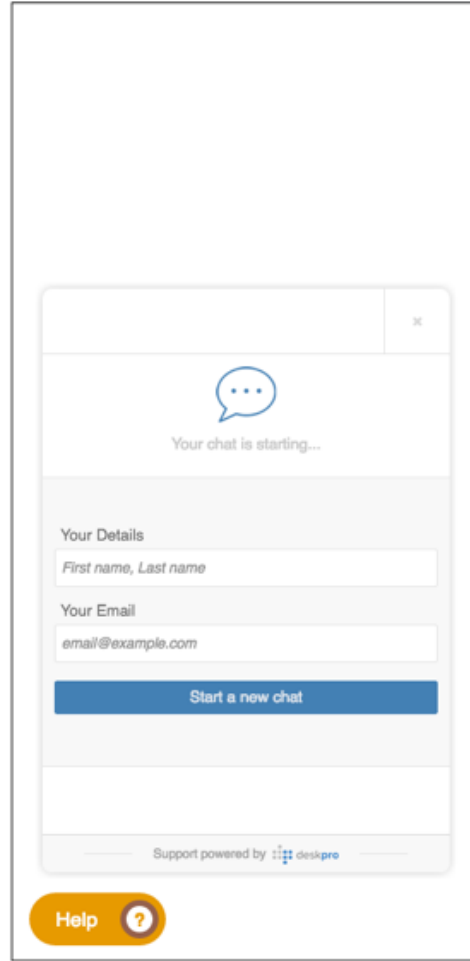 Your chat is starting...
Your Details
First name, Last name
Your Email
email@example.com
Start a new chat
Support powered by deskpro
Help ?